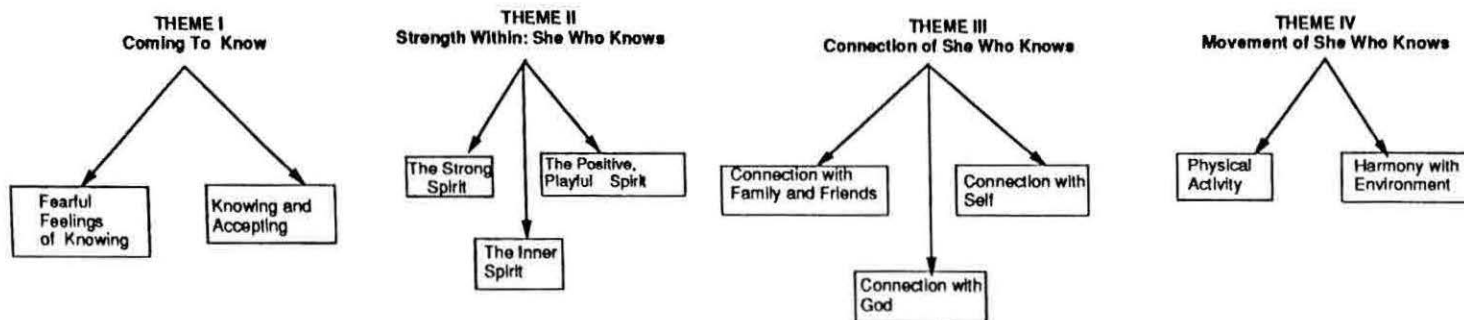 THEME I
Coming To Know
Fearful
Feelings
of Knowing
Knowing and
Accepting
THEME II
Strength Within: She Who Knows
The Strong
Spirit
The Positive,
Playful Spirit
The Inner
Spirit
THEME III
Connection of She Who Knows
Connection with
Family and Friends
Connection with
Self
Connection with
God
THEME IV
Movement of She Who Knows
Physical
Activity
Harmony with
Environment